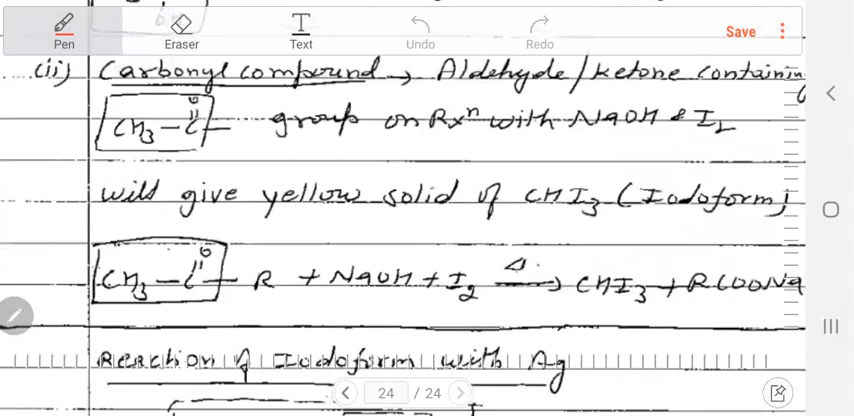 Pen
Eraser
Text
Undo
Redo
Save
....(ii) Carbonyl compound → Aldehyde/ketone containing
CH3-C(=O)- group on Rxⁿ with NaOH & I2
will give yellow solid of CHI3 (Iodoform)
CH3-C(=O)-R + NaOH + I2 —Δ→ CHI3 + RCOONa
Reaction of Iodoform with Ag
24 / 24